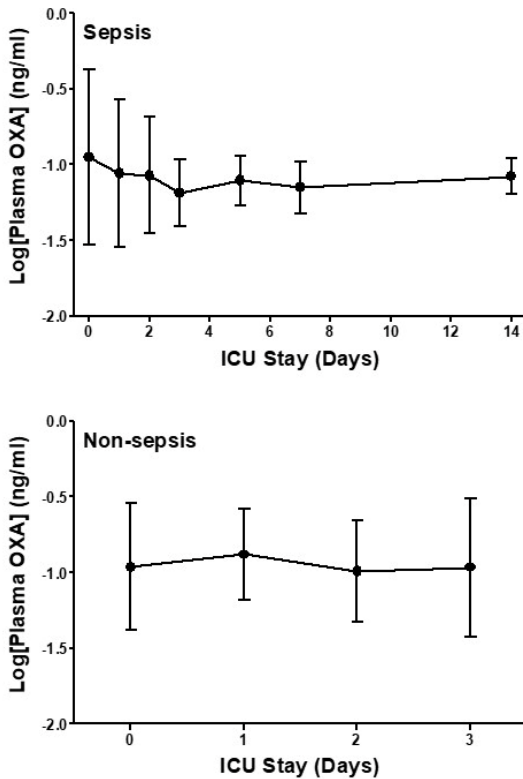 Sepsis
Log[Plasma OXA] (ng/ml)
0.0
-0.5
-1.0
-1.5
-2.0
0 2 4 6 8 10 12 14
ICU Stay (Days)
Non-sepsis
Log[Plasma OXA] (ng/ml)
0.0
-0.5
-1.0
-1.5
-2.0
0 1 2 3
ICU Stay (Days)